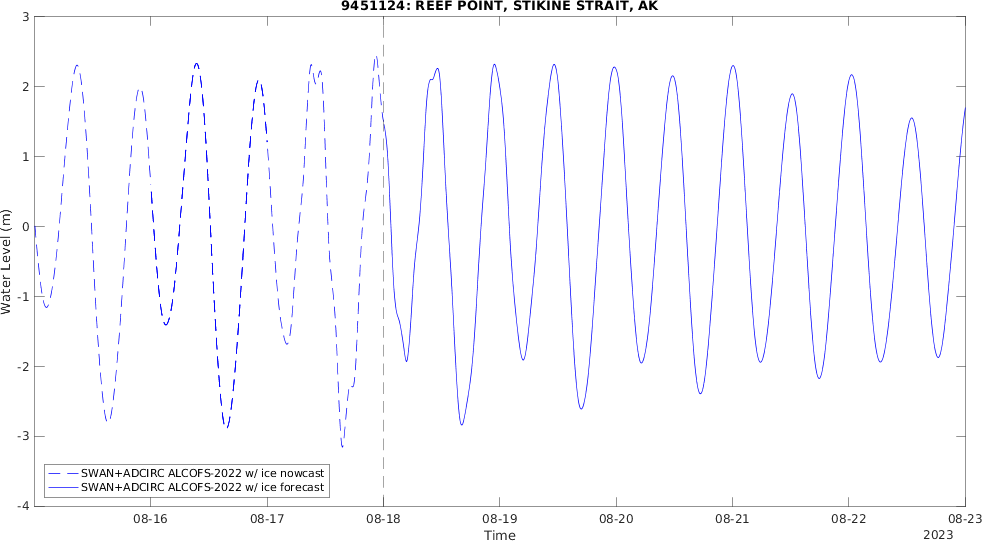 9451124: REEF POINT, STIKINE STRAIT, AK
3
2
1
0
-1
-2
-3
-4
Water Level (m)
SWAN+ADCIRC ALCOFS-2022 w/ ice nowcast
SWAN+ADCIRC ALCOFS-2022 w/ ice forecast
08-16 08-17 08-18 08-19 08-20 08-21 08-22 08-23
Time
2023